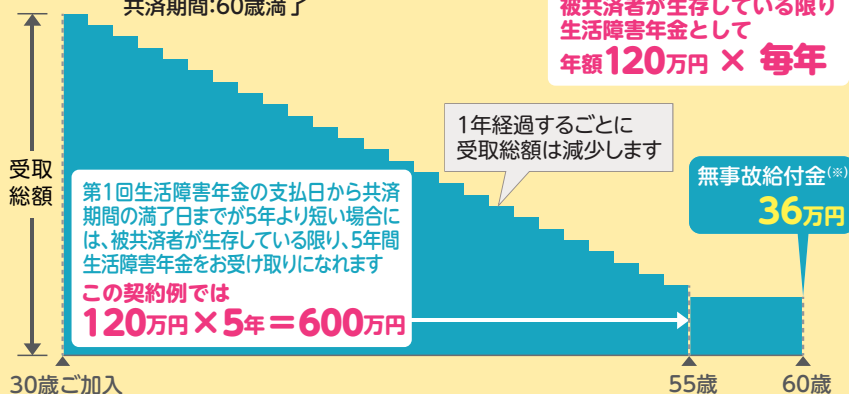 共済期間:60歳満了
被共済者が生存している限り
生活障害年金として
年額120万円 × 毎年
1年経過するごとに
受取総額は減少します
受取
総額
無事故給付金(※)
36万円
第1回生活障害年金の支払日から共済
期間の満了日までが5年より短い場合に
は、被共済者が生存している限り、5年間
生活障害年金をお受け取りになれます
この契約例では
120万円×5年=600万円
30歳ご加入
55歳
60歳